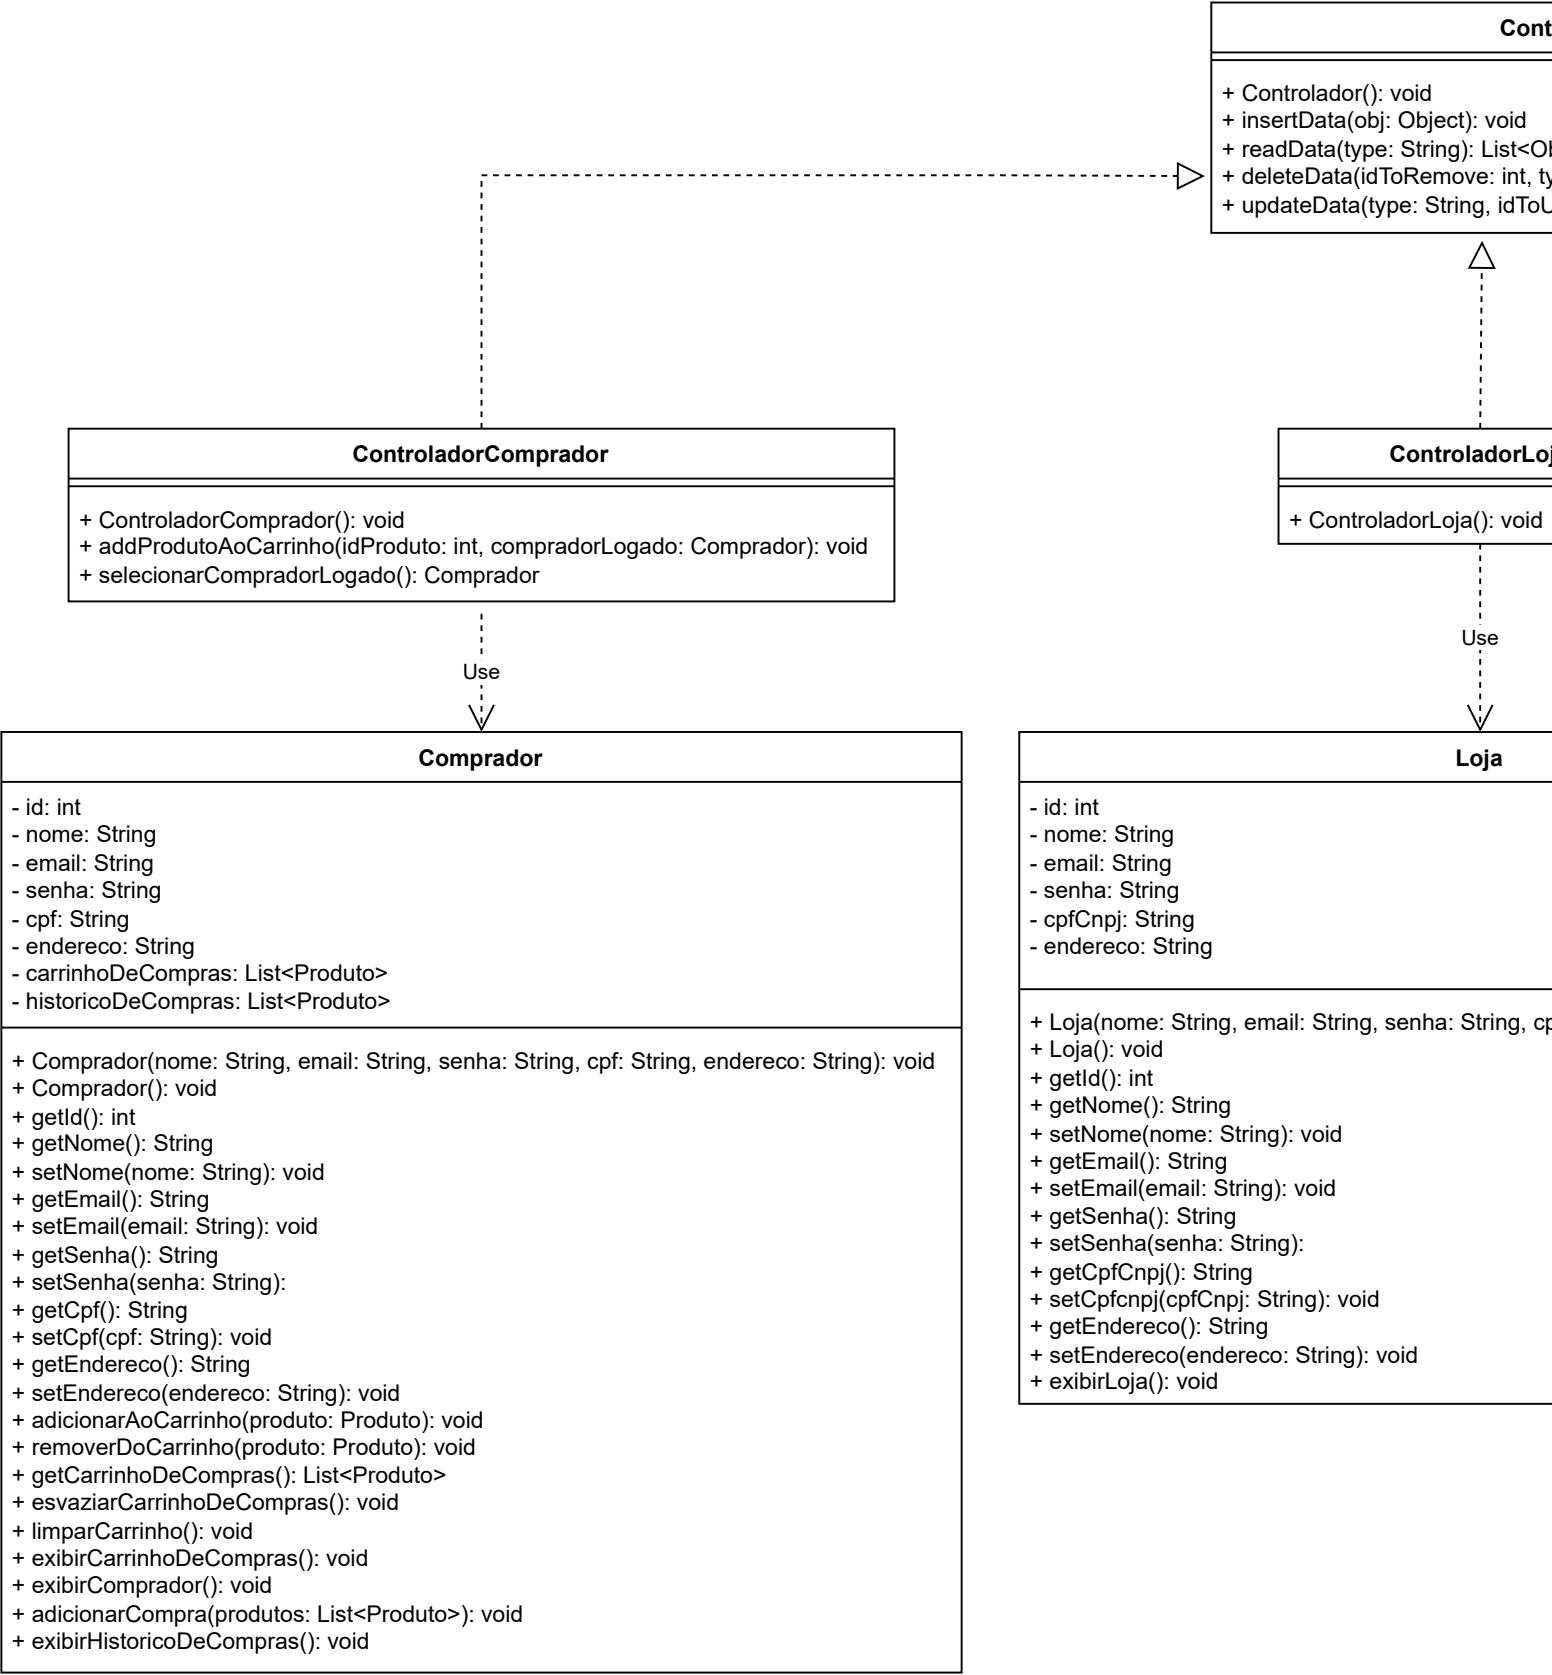 + Controlador(): void
+ insertData(obj: Object): void
+ readData(type: String):
+ deleteData(idToRemove: int,
+ updateData(type: String,
ControladorComprador
+ ControladorComprador(): void
+ addProdutoAoCarrinho(idProduto: int, compradorLogado: Comprador): void
+ selecionarCompradorLogado(): Comprador
+ ControladorLoja(): void
Use
Use
Comprador
- id: int
- nome: String
- email: String
- senha: String
- cpf: String
- endereco: String
- carrinhoDeCompras: List<Produto>
- historicoDeCompras: List<Produto>
+ Comprador(nome: String, email: String, senha: String, cpf: String, endereco: String): void
+ Comprador(): void
+ getId(): int
+ getNome(): String
+ setNome(nome: String): void
+ getEmail(): String
+ setEmail(email: String): void
+ getSenha(): String
+ setSenha(senha: String):
+ getCpf(): String
+ setCpf(cpf: String): void
+ getEndereco(): String
+ setEndereco(endereco: String): void
+ adicionarAoCarrinho(produto: Produto): void
+ removerDoCarrinho(produto: Produto): void
+ getCarrinhoDeCompras(): List<Produto>
+ esvaziarCarrinhoDeCompras(): void
+ limparCarrinho(): void
+ exibirCarrinhoDeCompras(): void
+ exibirComprador(): void
+ adicionarCompra(produtos: List<Produto>): void
+ exibirHistoricoDeCompras(): void
Loja
- id: int
- nome: String
- email: String
- senha: String
- cpfCnpj: String
- endereco: String
+ Loja(nome: String, email: String, senha: String,
+ Loja(): void
+ getId(): int
+ getNome(): String
+ setNome(nome: String): void
+ getEmail(): String
+ setEmail(email: String): void
+ getSenha(): String
+ setSenha(senha: String):
+ getCpfCnpj(): String
+ setCpfcnpj(cpfCnpj: String): void
+ getEndereco(): String
+ setEndereco(endereco: String): void
+ exibirLoja(): void